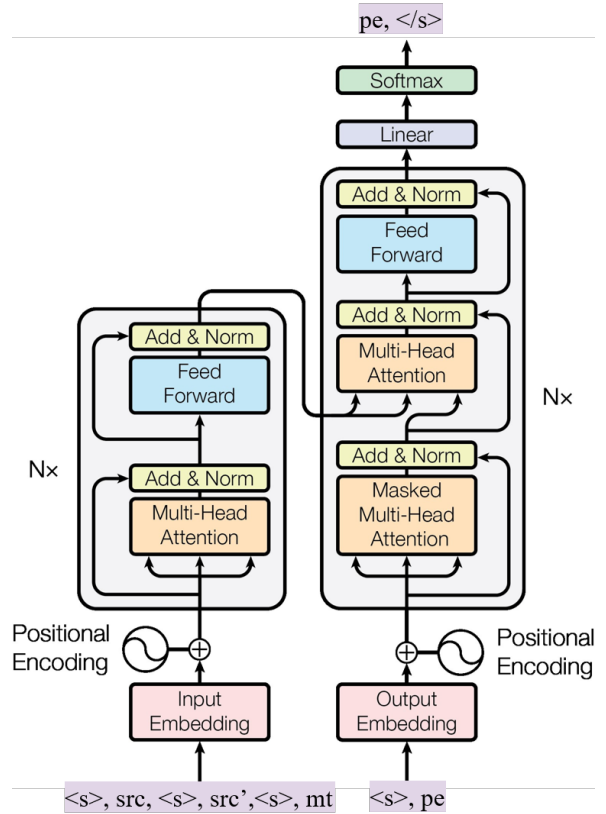 pe, </s>
Softmax
Linear
Add & Norm
Feed
Forward
Add & Norm
Multi-Head
Attention
Add & Norm
Masked
Multi-Head
Attention
N×
Add & Norm
Feed
Forward
Add & Norm
Multi-Head
Attention
N×
Positional
Encoding
Positional
Encoding
Input
Embedding
Output
Embedding
<s>, src, <s>, src’,<s>, mt
<s>, pe